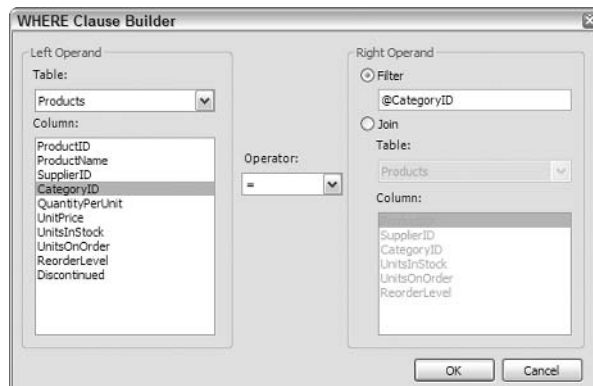 WHERE Clause Builder
Left Operand
Table:
Products
Column:
ProductID
ProductName
SupplierID
CategoryID
QuantityPerUnit
UnitPrice
UnitsInStock
UnitsOnOrder
ReorderLevel
Discontinued
Operator:
=
Right Operand
Filter
@CategoryID
Join
Table:
Products
Column:
SupplierID
CategoryID
UnitsInStock
UnitsOnOrder
ReorderLevel
OK
Cancel